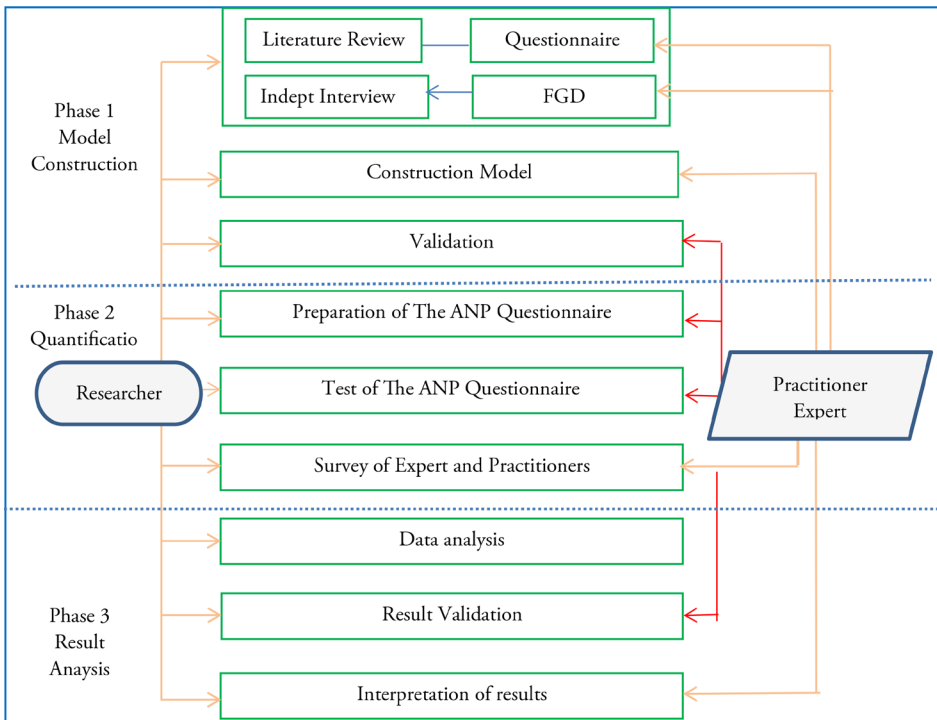 Literature Review
Questionnaire
Indept Interview
FGD
Phase 1
Model
Construction
Construction Model
Validation
Phase 2
Quantificatio
Preparation of The ANP Questionnaire
Researcher
Test of The ANP Questionnaire
Practitioner
Expert
Survey of Expert and Practitioners
Data analysis
Phase 3
Result
Anaysis
Result Validation
Interpretation of results